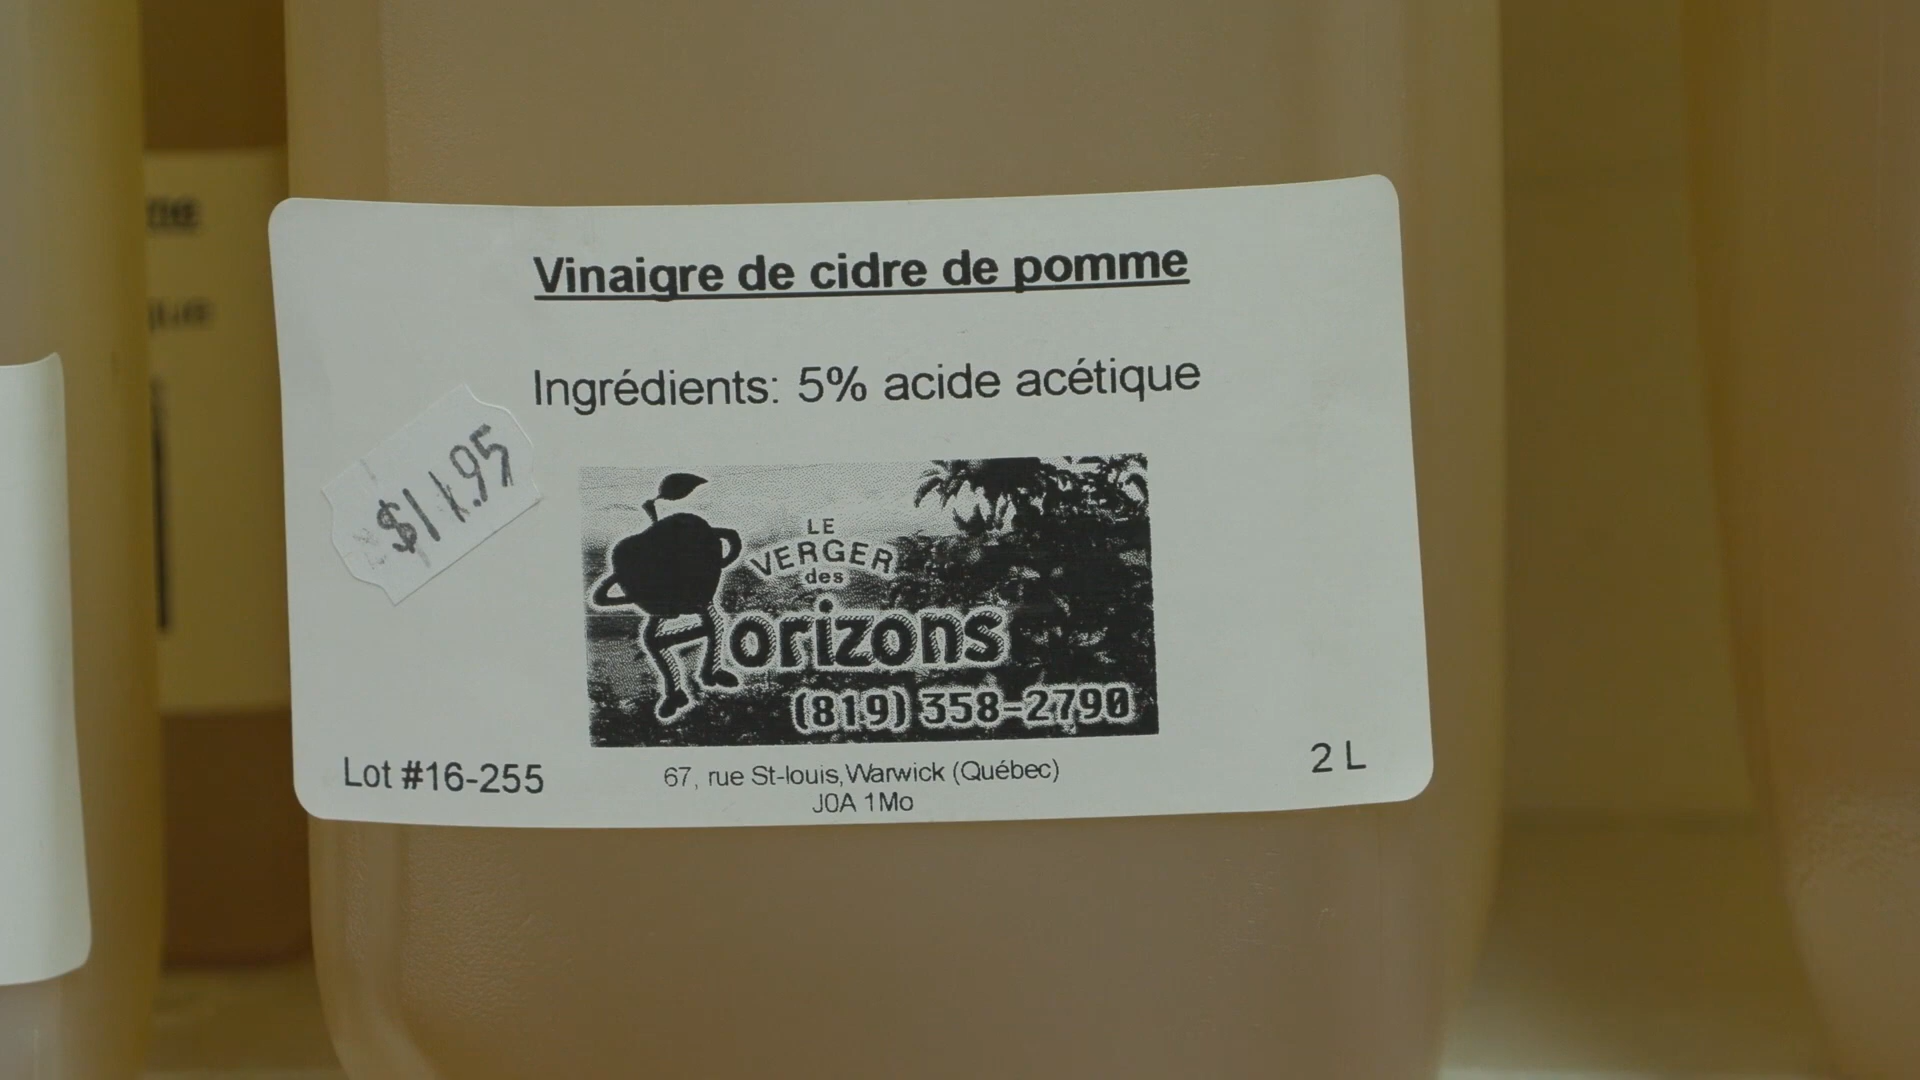 Vinaigre de cidre de pomme
Ingrédients: 5% acide acétique
$11.95
LE
VERGER
des
Horizons
(819) 358-2790
Lot #16-255
67, rue St-louis, Warwick (Québec)
J0A 1Mo
2 L